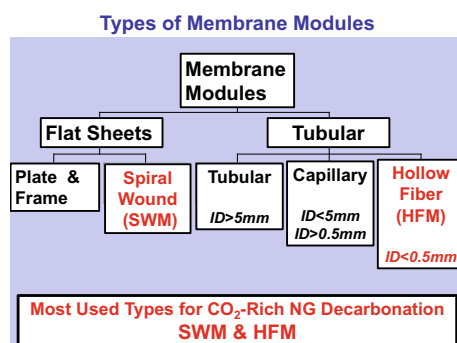 Types of Membrane Modules
Membrane
Modules
Flat Sheets
Tubular
Plate &
Frame
Spiral
Wound
(SWM)
Tubular
ID>5mm
Capillary
ID<5mm
ID>0.5mm
Hollow
Fiber
(HFM)
ID<0.5mm
Most Used Types for CO₂-Rich NG Decarbonation
SWM & HFM